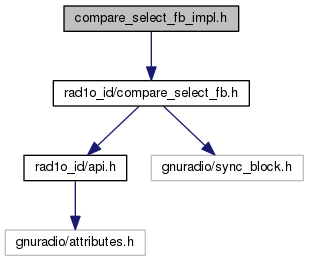 compare_select_fb_impl.h
rad1o_id/compare_select_fb.h
rad1o_id/api.h
gnuradio/sync_block.h
gnuradio/attributes.h